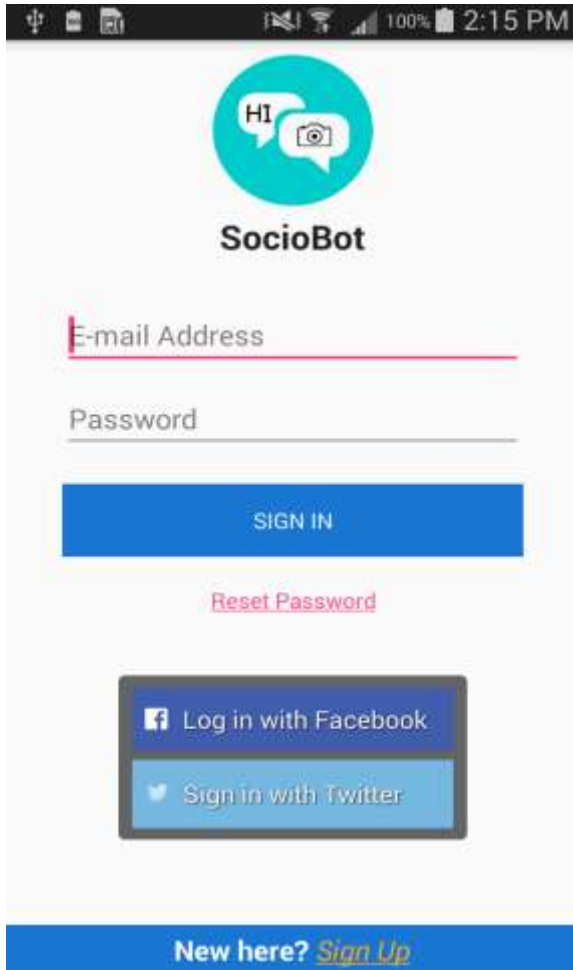 100% 2:15 PM
HI
SocioBot
E-mail Address
Password
SIGN IN
Reset Password
f Log in with Facebook
Sign in with Twitter
New here? Sign Up